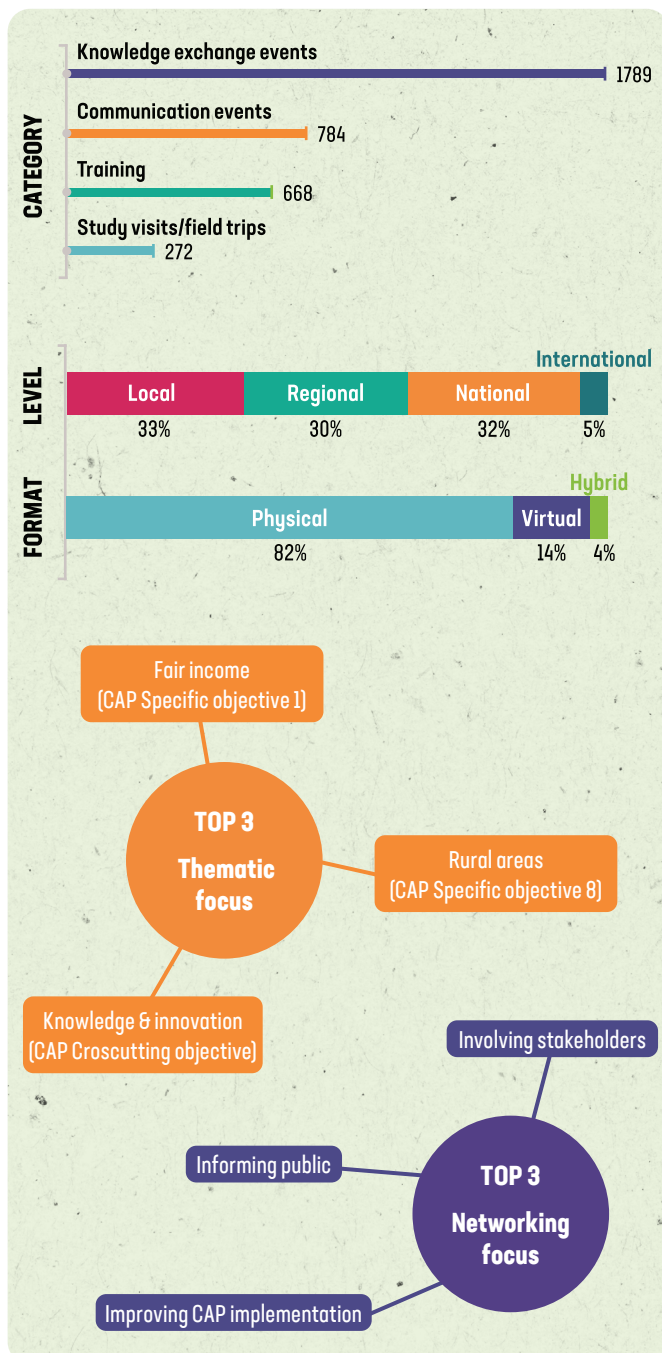 CATEGORY
Knowledge exchange events
1789
Communication events
784
Training
668
Study visits/field trips
272
LEVEL
International
Local
Regional
National
33%
30%
32%
5%
FORMAT
Hybrid
Physical
Virtual
82%
14%
4%
Fair income
(CAP Specific objective 1)
TOP 3
Thematic
focus
Rural areas
(CAP Specific objective 8)
Knowledge & innovation
(CAP Croscutting objective)
Involving stakeholders
Informing public
TOP 3
Networking
focus
Improving CAP implementation